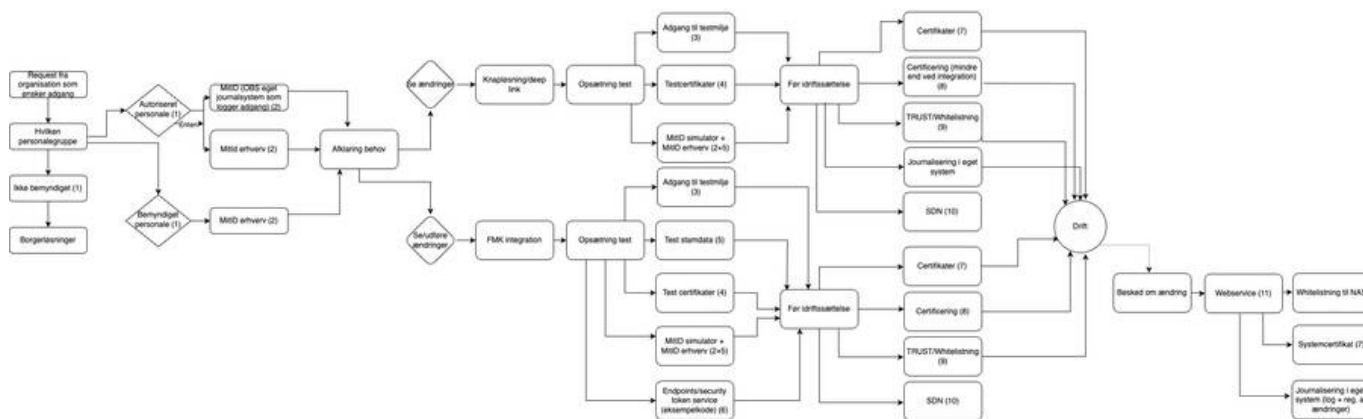 Request fra
organisation som
ønsker adgang
Hvilken
personalegruppe
Ikke bemyndiget (1)
Borgerløsninger
Autoriseret
personale (1)
Enten
Bemyndiget
personale (1)
MitID (OBS eget
journalsystem som
logger adgang) (2)
MitId erhverv (2)
MitID erhverv (2)
Afklaring behov
Se ændringer
Se/udføre
ændringer
Knapløsning/deep
link
FMK integration
Opsætning test
Opsætning test
Adgang til testmiljø
(3)
Testcertifikater (4)
MitID simulator +
MitID erhverv (2+5)
Adgang til testmiljø
(3)
Test stamdata (5)
Test certifikater (4)
MitID simulator +
MitID erhverv (2+5)
Endpoints/security
token service
(eksempelkode) (6)
Før idriftssættelse
Før idriftssættelse
Certifikater (7)
Certificering (mindre
end ved integration)
(8)
TRUST/Whitelistning
(9)
Journalisering i eget
system
SDN (10)
Certifikater (7)
Certificering (8)
TRUST/Whitelistning
(9)
SDN (10)
Drift
Besked om ændring
Webservice (11)
Whitelistning til NAS
Systemcertifikat (7)
Journalisering i eget
system (log + reg. a
ændringer)